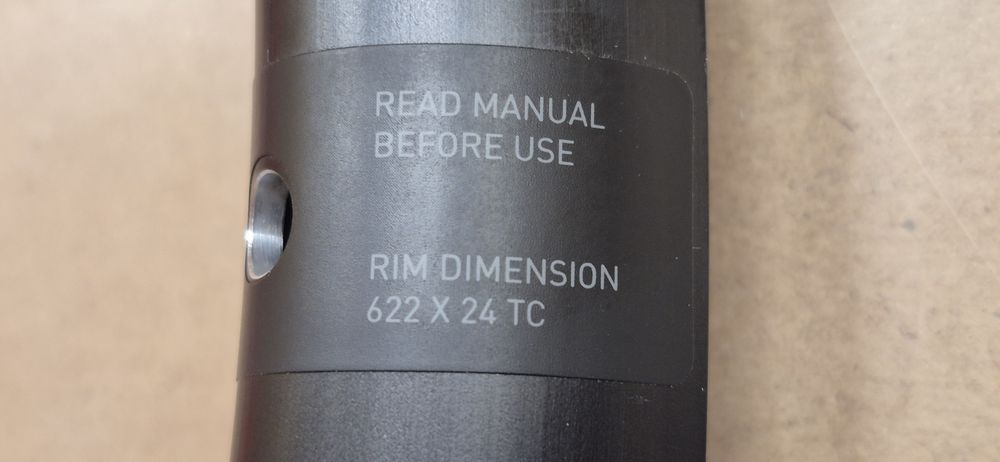 READ MANUAL
BEFORE USE
RIM DIMENSION
622 X 24 TC